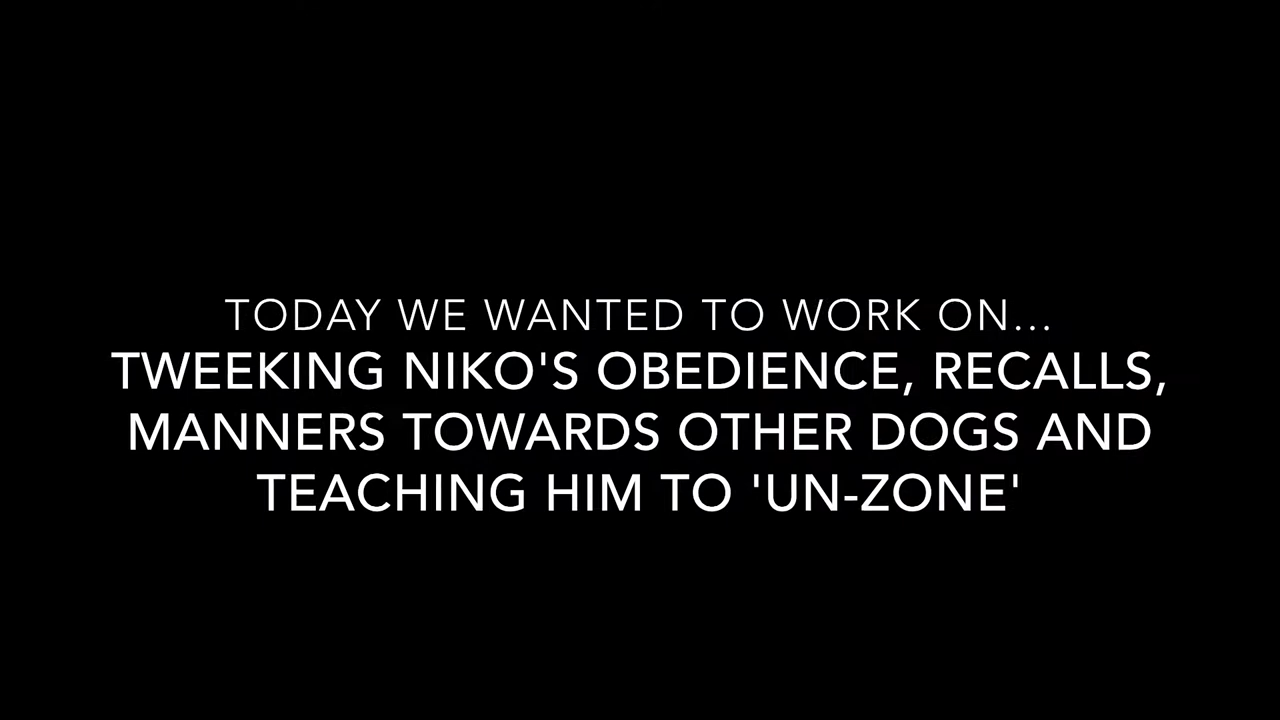 TODAY WE WANTED TO WORK ON...
TWEEKING NIKO'S OBEDIENCE, RECALLS,
MANNERS TOWARDS OTHER DOGS AND
TEACHING HIM TO 'UN-ZONE'